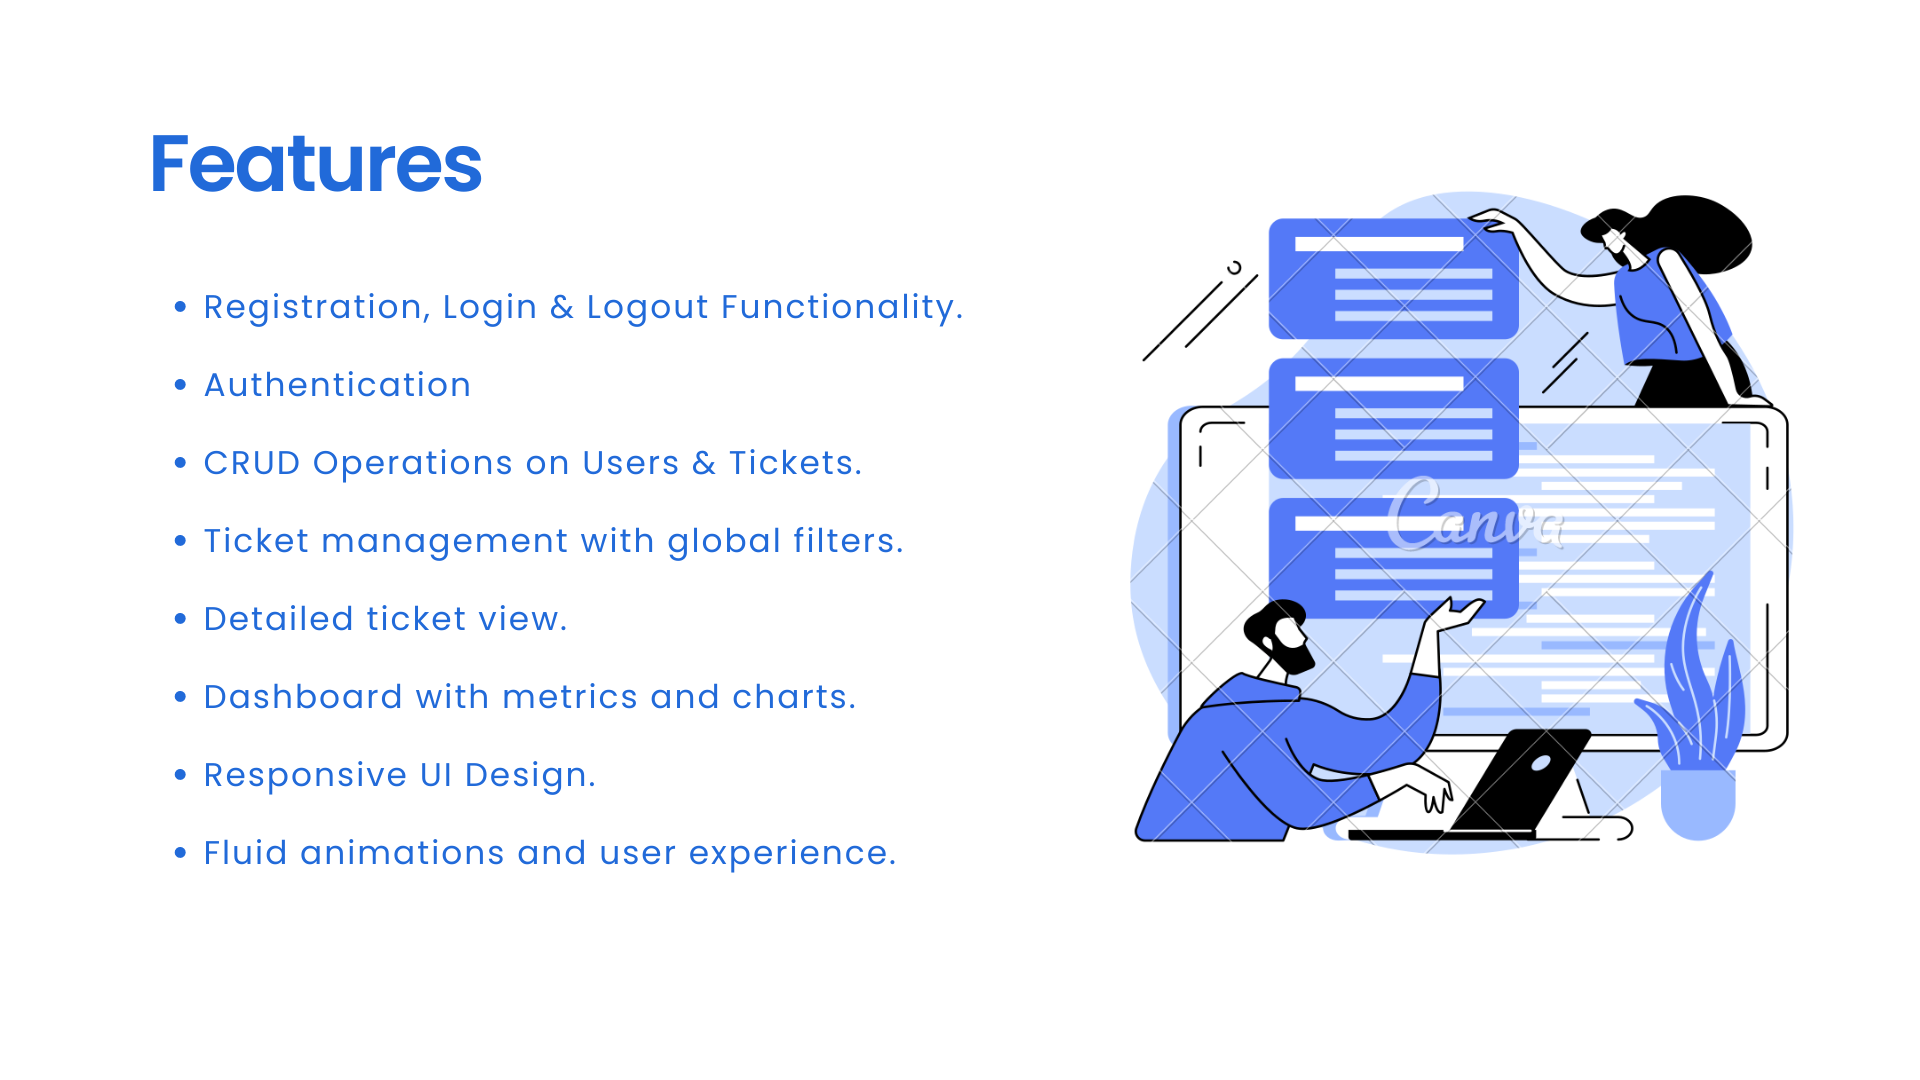 Features
• Registration, Login & Logout Functionality.
• Authentication
• CRUD Operations on Users & Tickets.
• Ticket management with global filters.
• Detailed ticket view.
• Dashboard with metrics and charts.
• Responsive UI Design.
• Fluid animations and user experience.
Canva